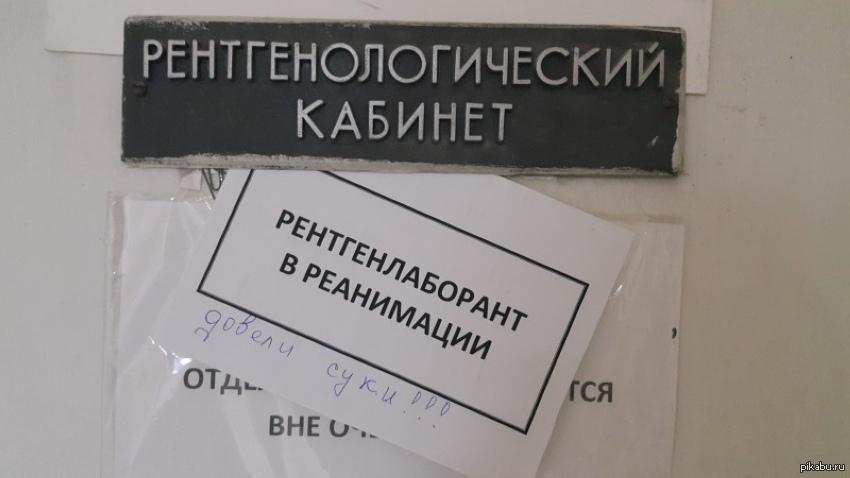 РЕНТГЕНОЛОГИЧЕСКИЙ
КАБИНЕТ
РЕНТГЕНЛАБОРАНТ
В РЕАНИМАЦИИ
довели суки!!!
ВНЕ
pikabu.ru